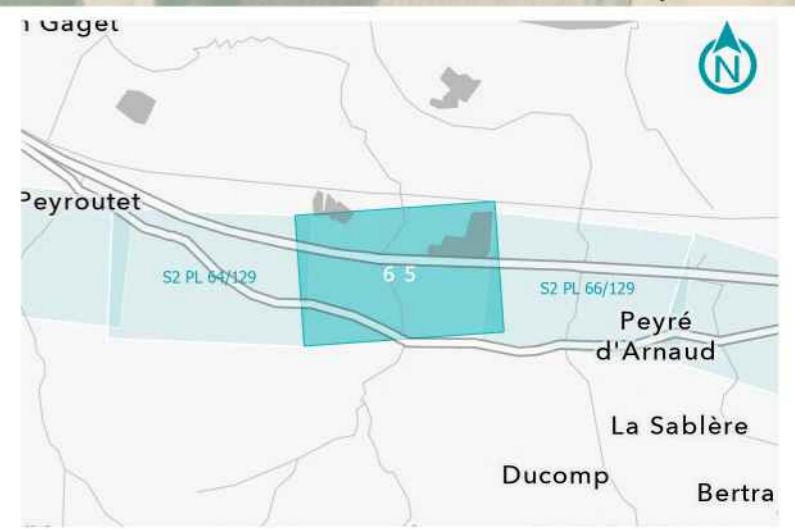 n Gaget
N
Peyroutet
S2 PL 64/129
6 5
S2 PL 66/129
Peyré
d'Arnaud
La Sablère
Ducomp
Bertra